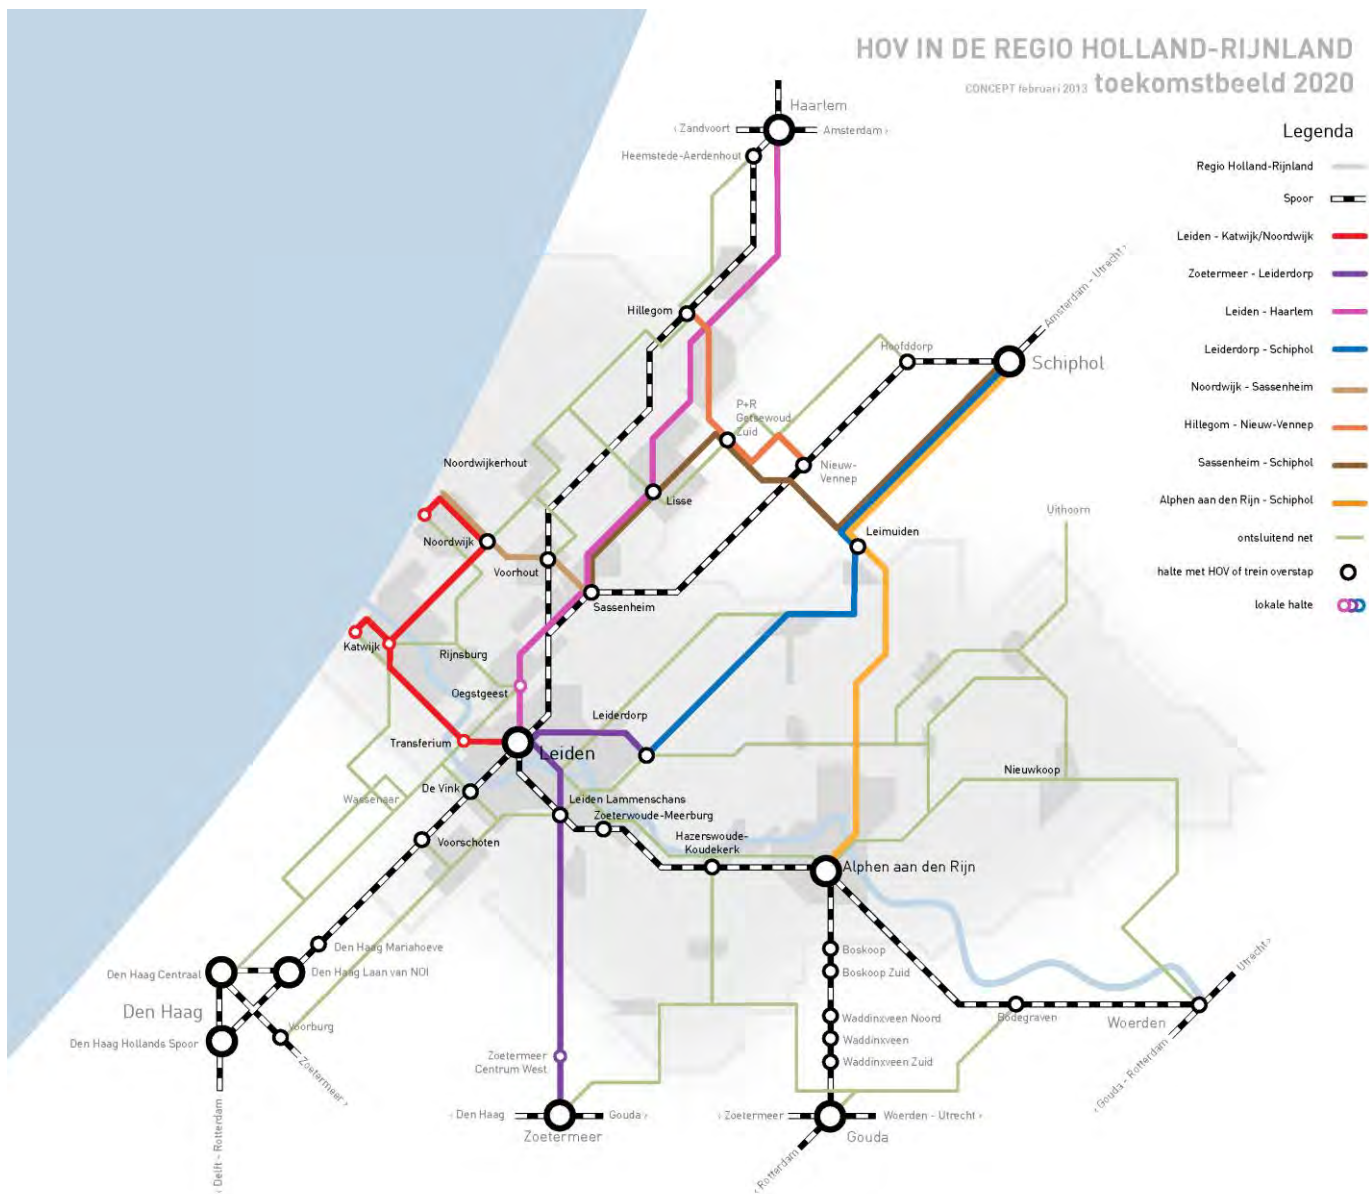 HOV IN DE REGIO HOLLAND-RIJNLAND
CONCEPT februari 2013 toekomstbeeld 2020
Legenda
Regio Holland-Rijnland
Spoor
Leiden - Katwijk/Noordwijk
Zoetermeer - Leiderdorp
Leiden - Haarlem
Leiderdorp - Schiphol
Noordwijk - Sassenheim
Hillegom - Nieuw-Vennep
Sassenheim - Schiphol
Alphen aan den Rijn - Schiphol
ontsluitend net
halte met HOV of trein overstap
lokale halte
Haarlem
‹ Zandvoort
Amsterdam ›
Heemstede-Aerdenhout
Amsterdam - Utrecht ›
Hillegom
Hoofddorp
Schiphol
P+R
Getsewoud
Zuid
Noordwijkerhout
Nieuw-
Vennep
Lisse
Uithoorn
Noordwijk
Leimuiden
Voorhout
Sassenheim
Katwijk
Rijnsburg
Oegstgeest
Leiderdorp
Transferium
Leiden
Nieuwkoop
De Vink
Wassenaar
Leiden Lammenschans
Zoeterwoude-Meerburg
Voorschoten
Hazerswoude-
Koudekerk
Alphen aan den Rijn
Den Haag Mariahoeve
Boskoop
Den Haag Centraal
Den Haag Laan van NOI
Boskoop Zuid
Utrecht ›
Den Haag
Waddinxveen Noord
Bodegraven
Woerden
Voorburg
Den Haag Hollands Spoor
Waddinxveen
Zoetermeer
Centrum West
Waddinxveen Zuid
Zoetermeer ›
‹ Gouda - Rotterdam
‹ Den Haag
Gouda ›
‹ Zoetermeer
Woerden - Utrecht ›
Zoetermeer
Gouda
‹ Delft - Rotterdam
‹ Rotterdam